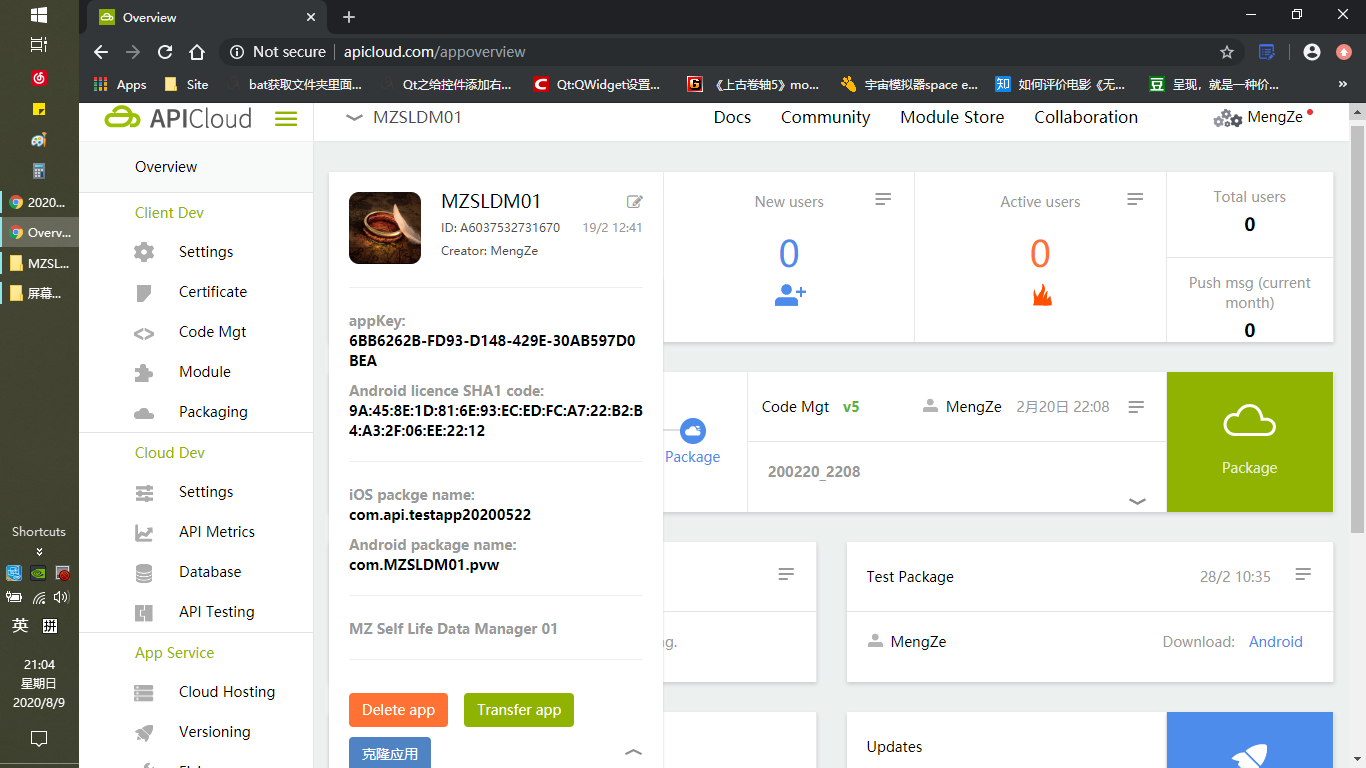 Overview
Not secure
apicloud.com/appoverview
Apps
Site
bat获取文件夹里面...
Qt之给控件添加右...
Qt:QWidget设置...
《上古卷轴5》mo...
宇宙模拟器space e...
如何评价电影《无...
呈现，就是一种价...
2020...
Overv...
MZSL...
屏幕...
Shortcuts
英
拼
21:04
星期日
2020/8/9
APICloud
MZSLDM01
Docs
Community
Module Store
Collaboration
MengZe
Overview
Client Dev
Settings
Certificate
Code Mgt
Module
Packaging
Cloud Dev
Settings
API Metrics
Database
API Testing
App Service
Cloud Hosting
Versioning
MZSLDM01
ID: A6037532731670
19/2 12:41
Creator: MengZe
appKey:
6BB6262B-FD93-D148-429E-30AB597D0
BEA
Android licence SHA1 code:
9A:45:8E:1D:81:6E:93:EC:ED:FC:A7:22:B2:B
4:A3:2F:06:EE:22:12
iOS packge name:
com.api.testapp20200522
Android package name:
com.MZSLDM01.pvw
MZ Self Life Data Manager 01
Delete app
Transfer app
克隆应用
New users
0
Active users
0
Total users
0
Push msg (current
month)
0
Package
Code Mgt v5
MengZe
2月20日 22:08
200220_2208
Package
ng.
Test Package
28/2 10:35
MengZe
Download:
Android
Updates